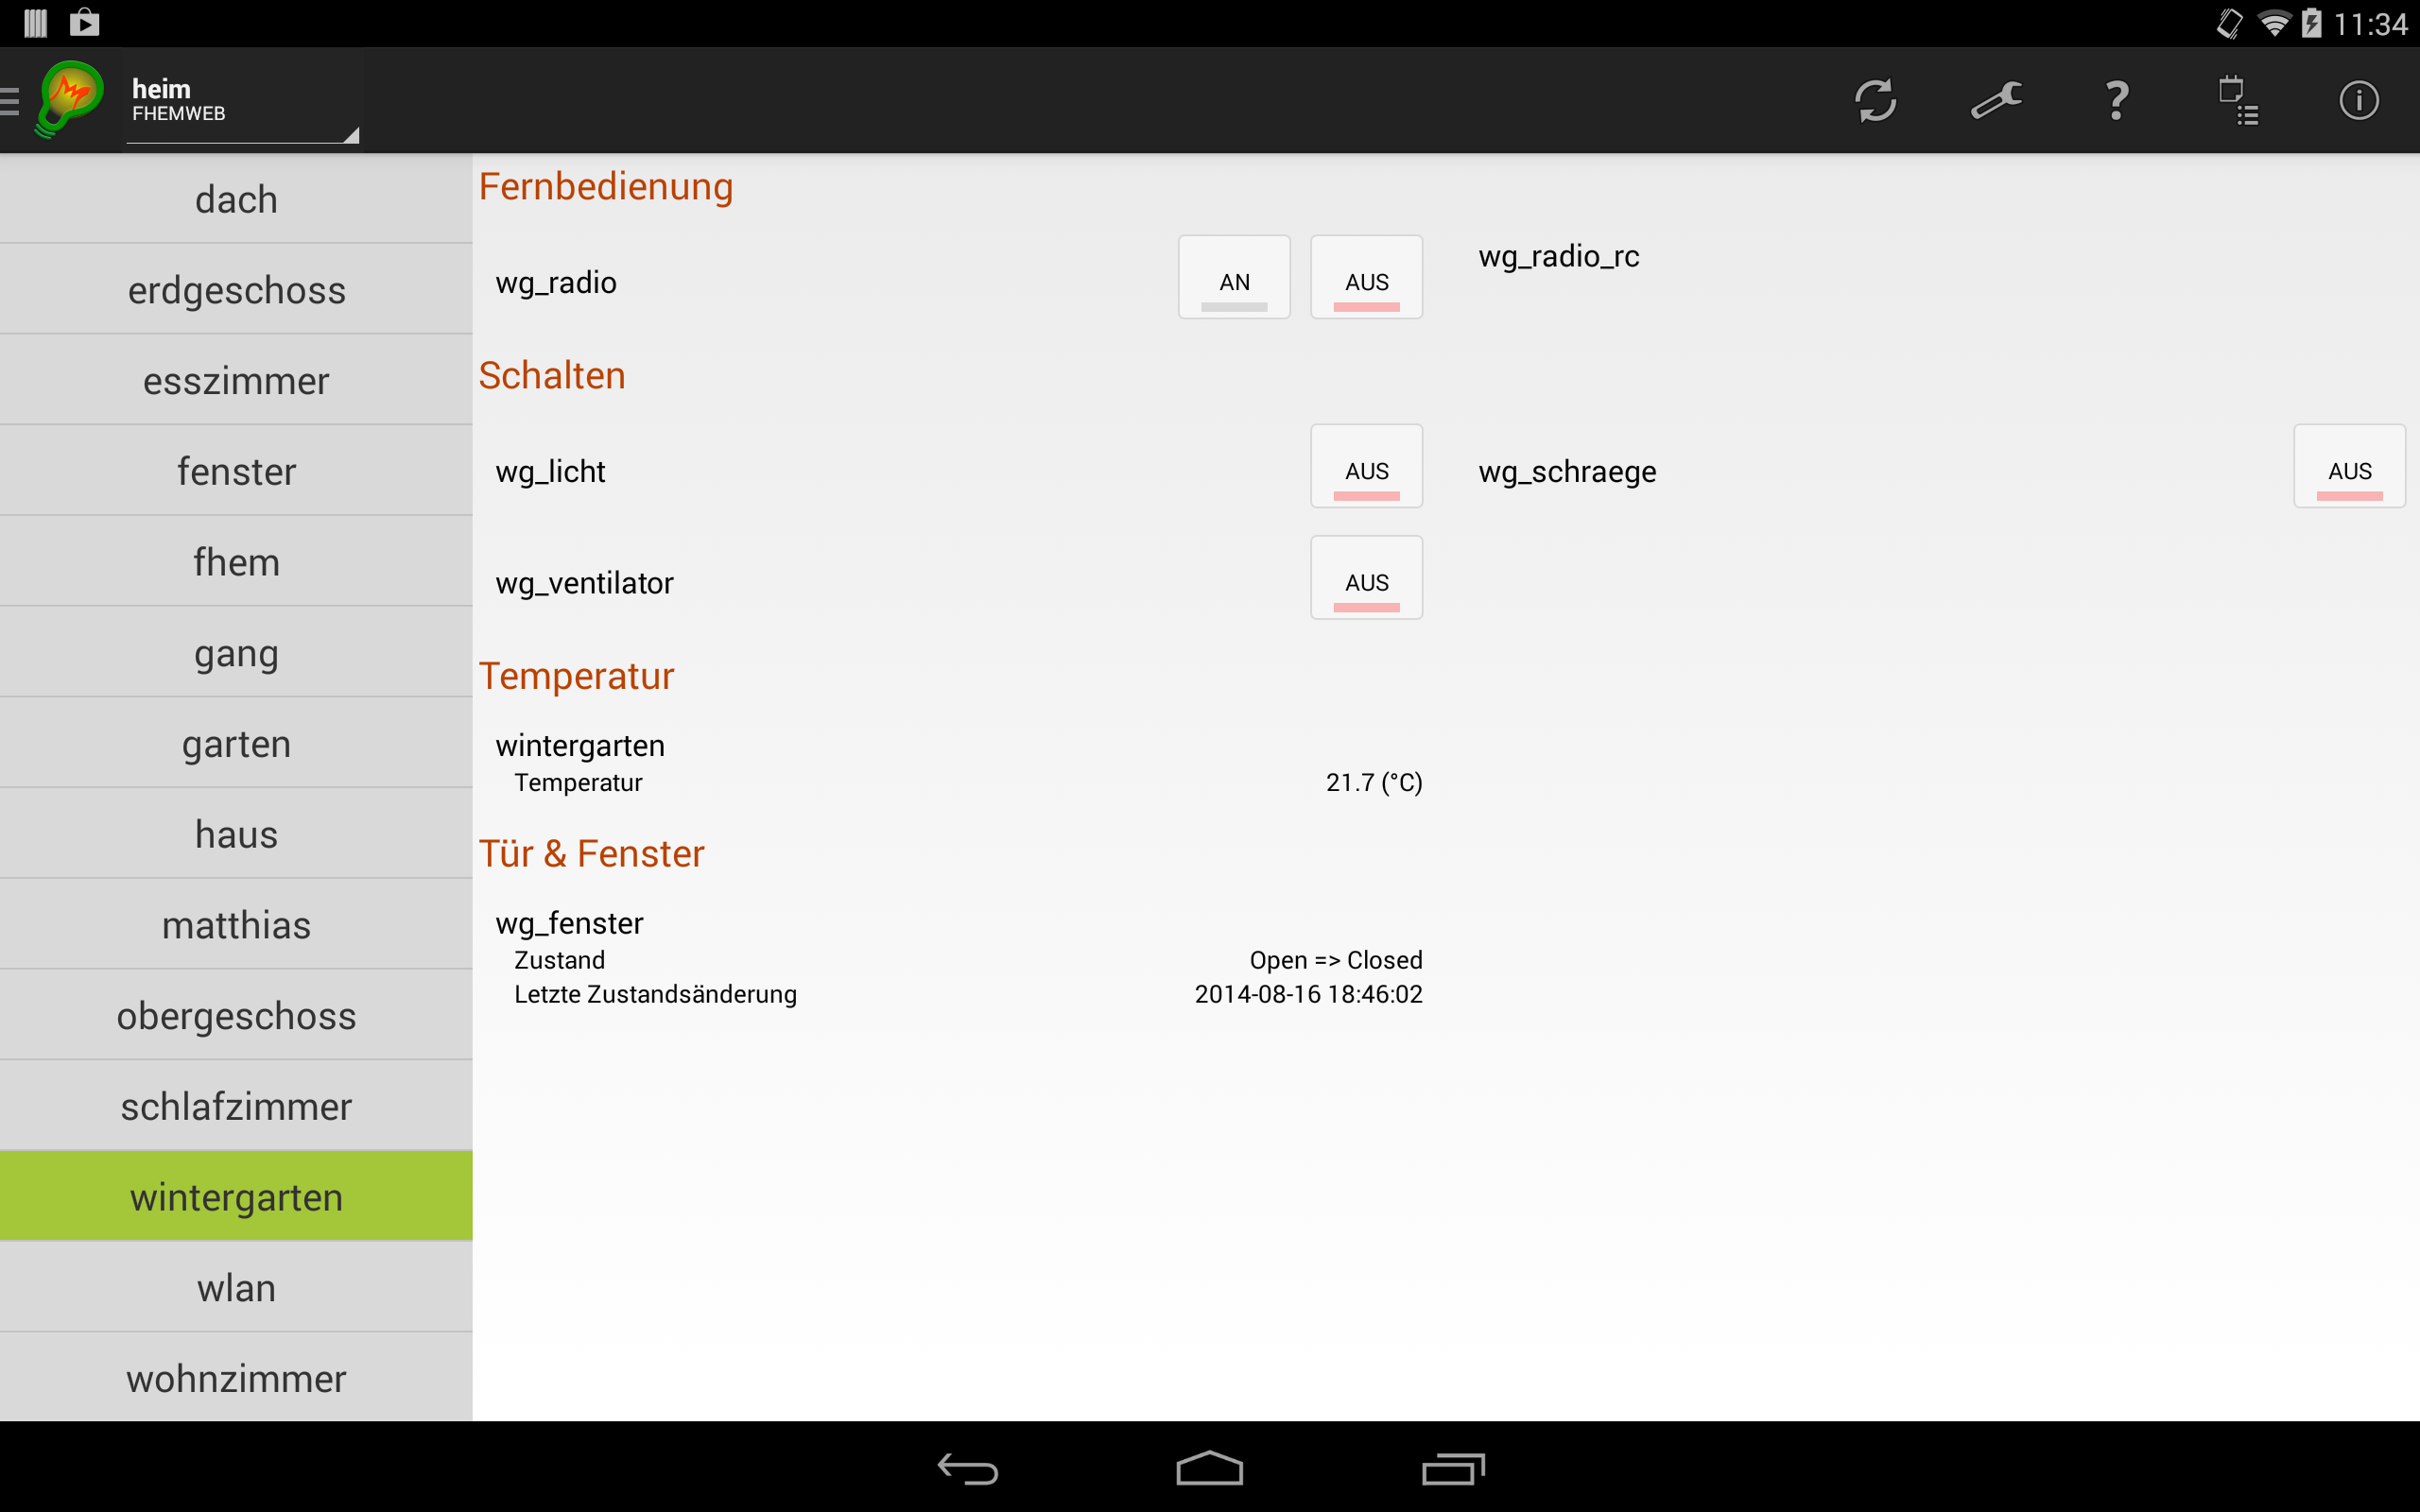 11:34
heim
FHEMWEB
?
dach
erdgeschoss
esszimmer
fenster
fhem
gang
garten
haus
matthias
obergeschoss
schlafzimmer
wintergarten
wlan
wohnzimmer
Fernbedienung
wg_radio AN AUS wg_radio_rc
Schalten
wg_licht AUS wg_schraege AUS
wg_ventilator AUS
Temperatur
wintergarten
Temperatur 21.7 (°C)
Tür & Fenster
wg_fenster
Zustand Open => Closed
Letzte Zustandsänderung 2014-08-16 18:46:02